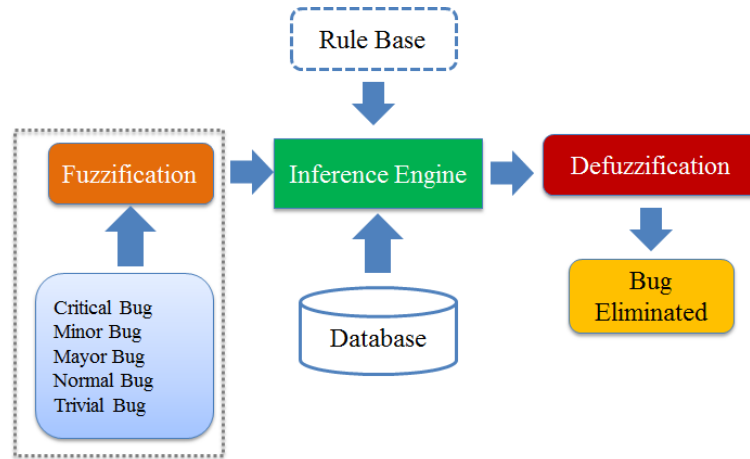 Rule Base
Fuzzification
Inference Engine
Defuzzification
Critical Bug
Minor Bug
Mayor Bug
Normal Bug
Trivial Bug
Database
Bug
Eliminated